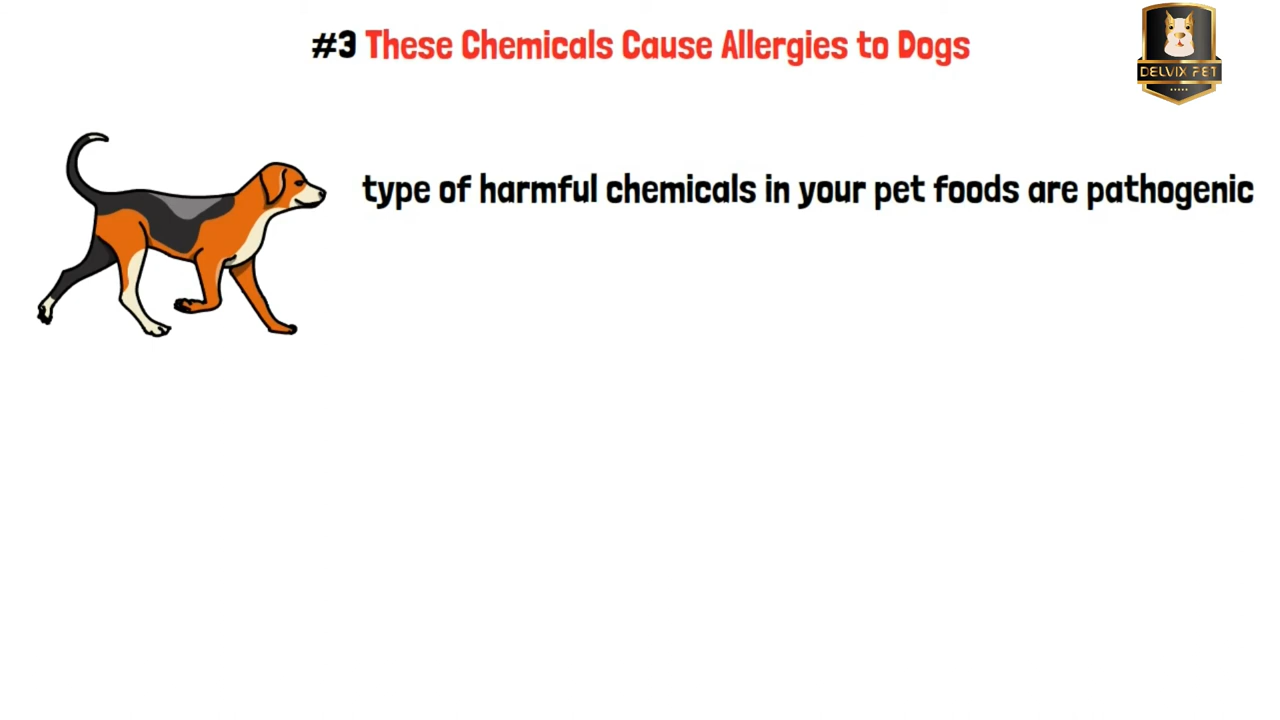 #3 These Chemicals Cause Allergies to Dogs
DELVIX PET
type of harmful chemicals in your pet foods are pathogenic